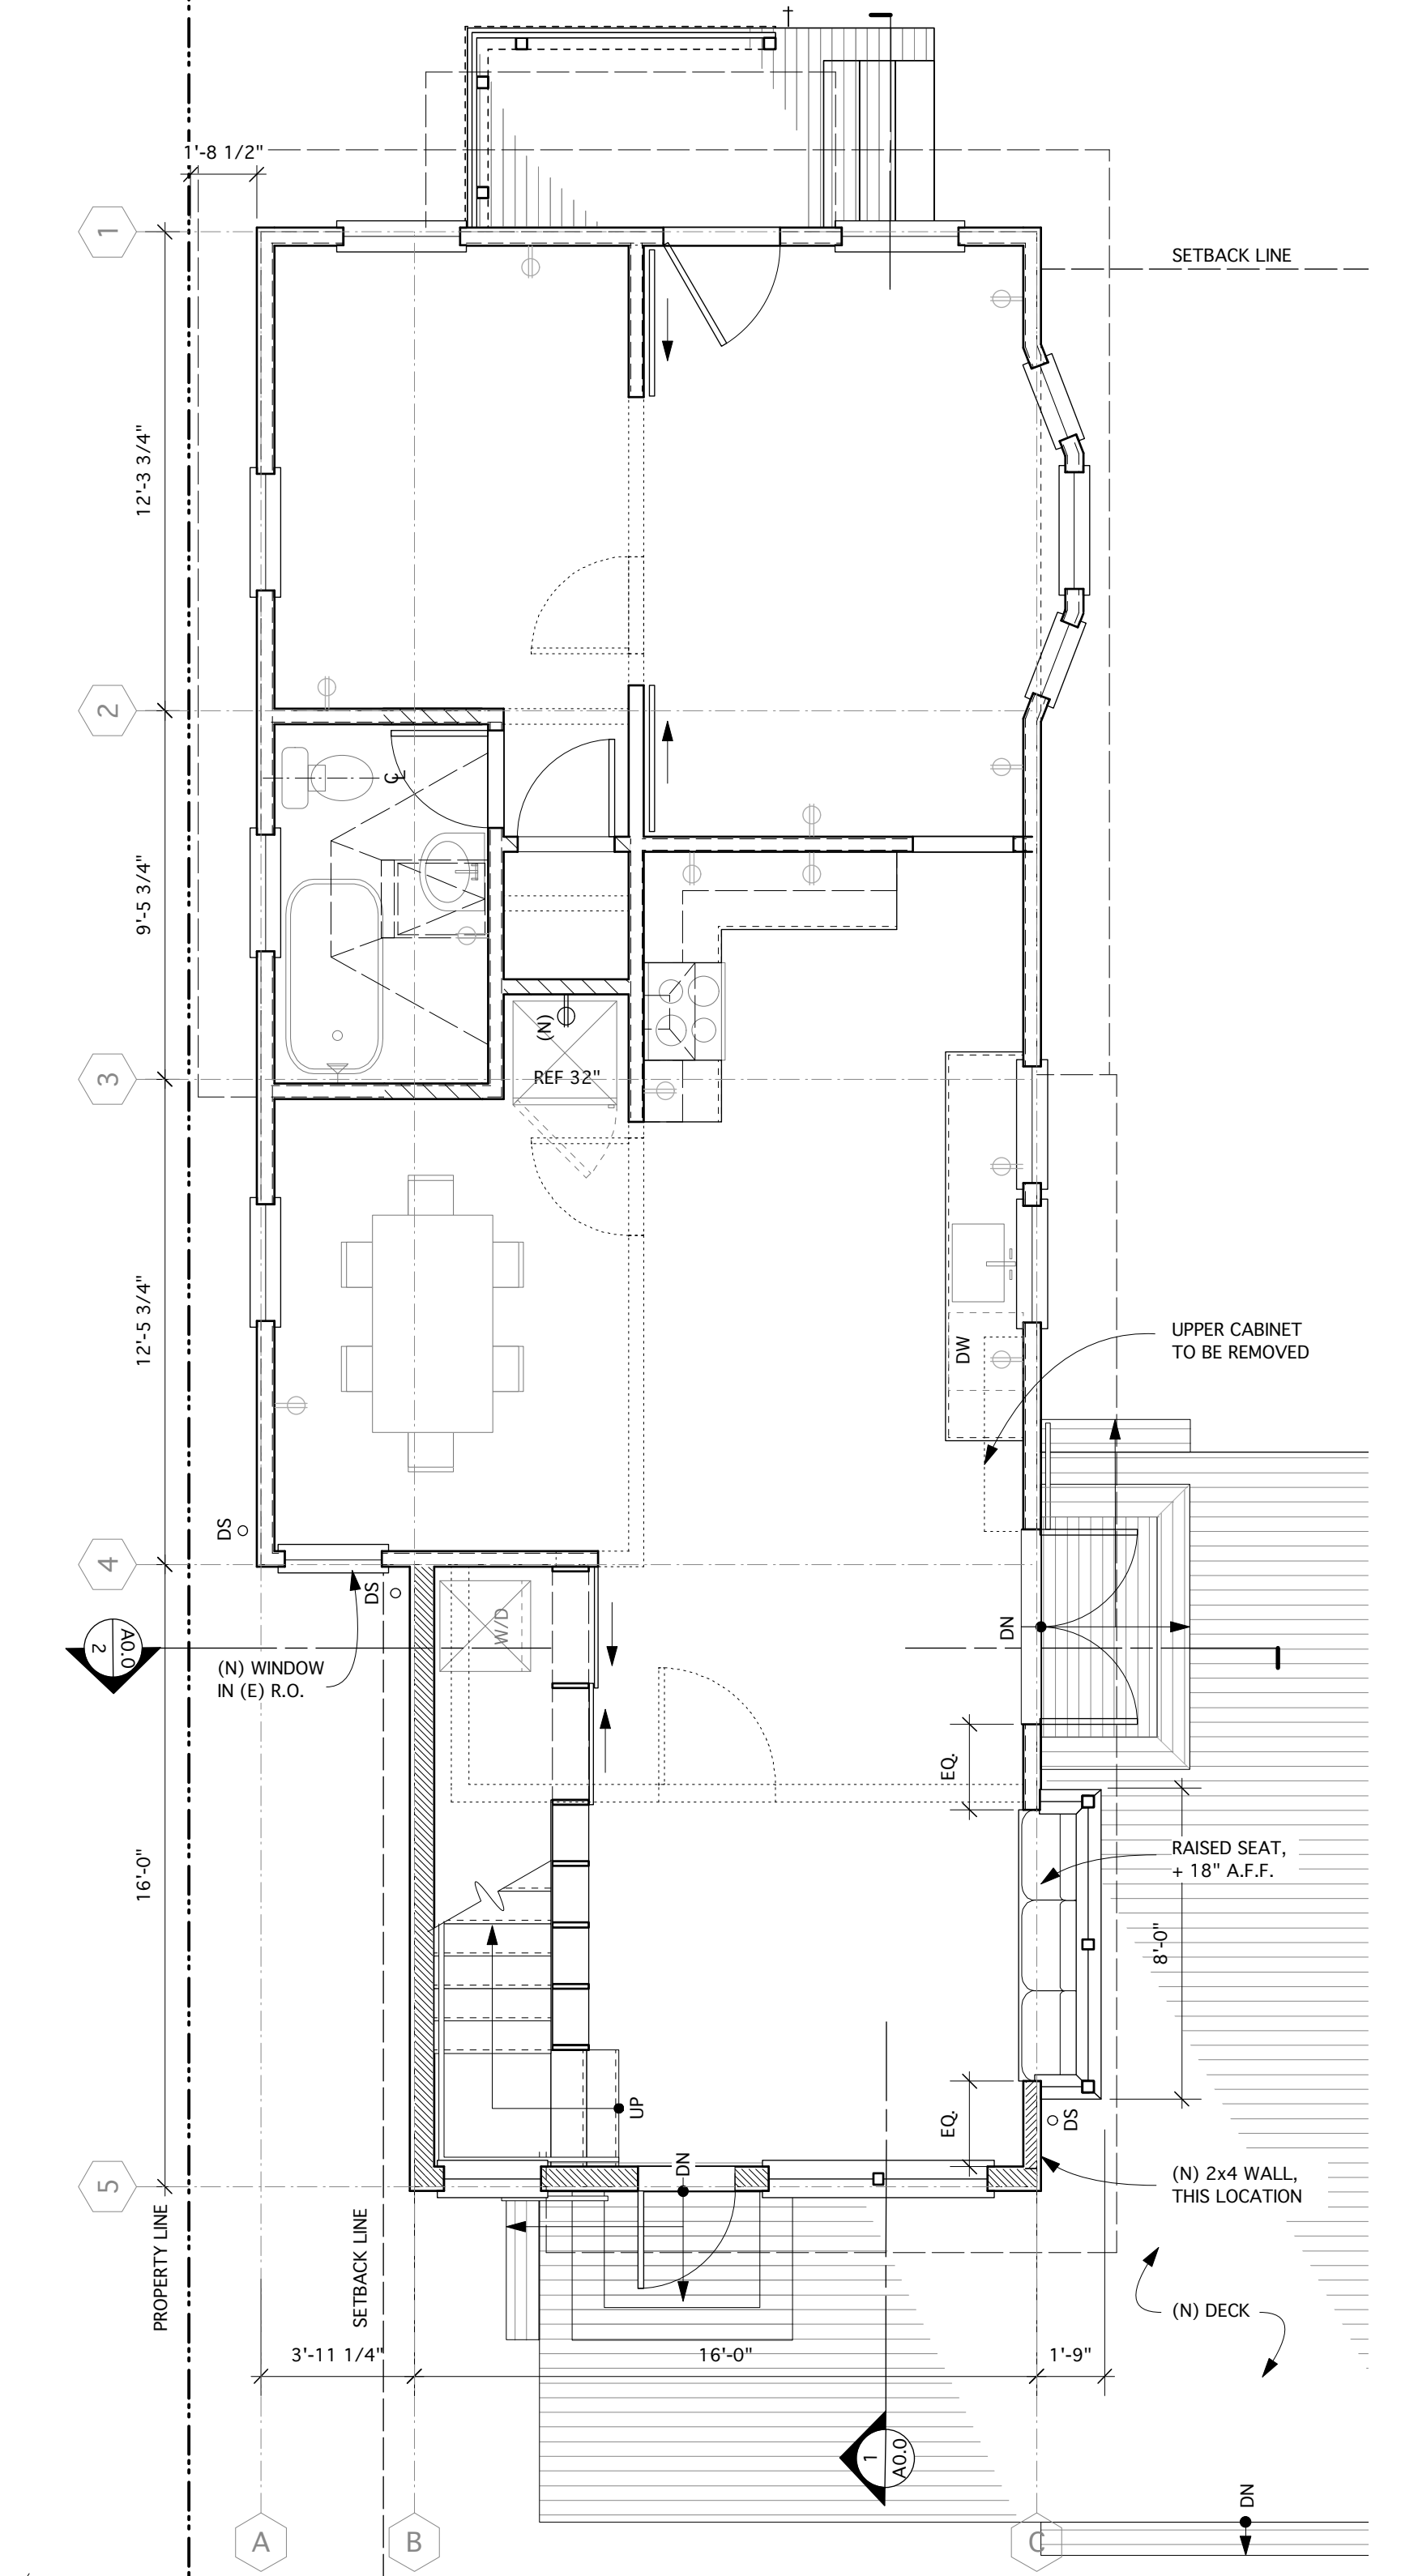 1'-8 1/2"
1
SETBACK LINE
12'-3 3/4"
2
CL
9'-5 3/4"
(N)
3
REF 32"
12'-5 3/4"
UPPER CABINET
TO BE REMOVED
DW
DS
4
DS
W/D
DN
A0.0
2
(N) WINDOW
IN (E) R.O.
EQ.
RAISED SEAT,
+ 18" A.F.F.
16'-0"
8'-0"
UP
EQ.
DS
DN
5
(N) 2x4 WALL,
THIS LOCATION
PROPERTY LINE
SETBACK LINE
(N) DECK
3'-11 1/4"
16'-0"
1'-9"
1
A0.0
DN
A
B
C